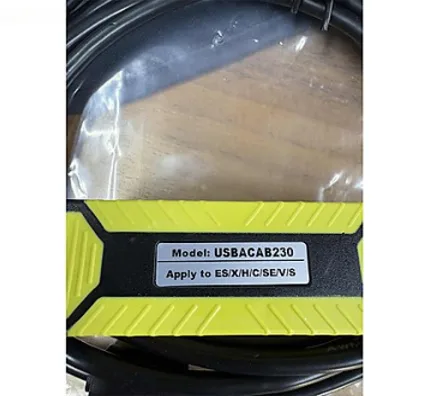 Model: USBACAB230
Apply to ES/X/H/C/SE/V/S